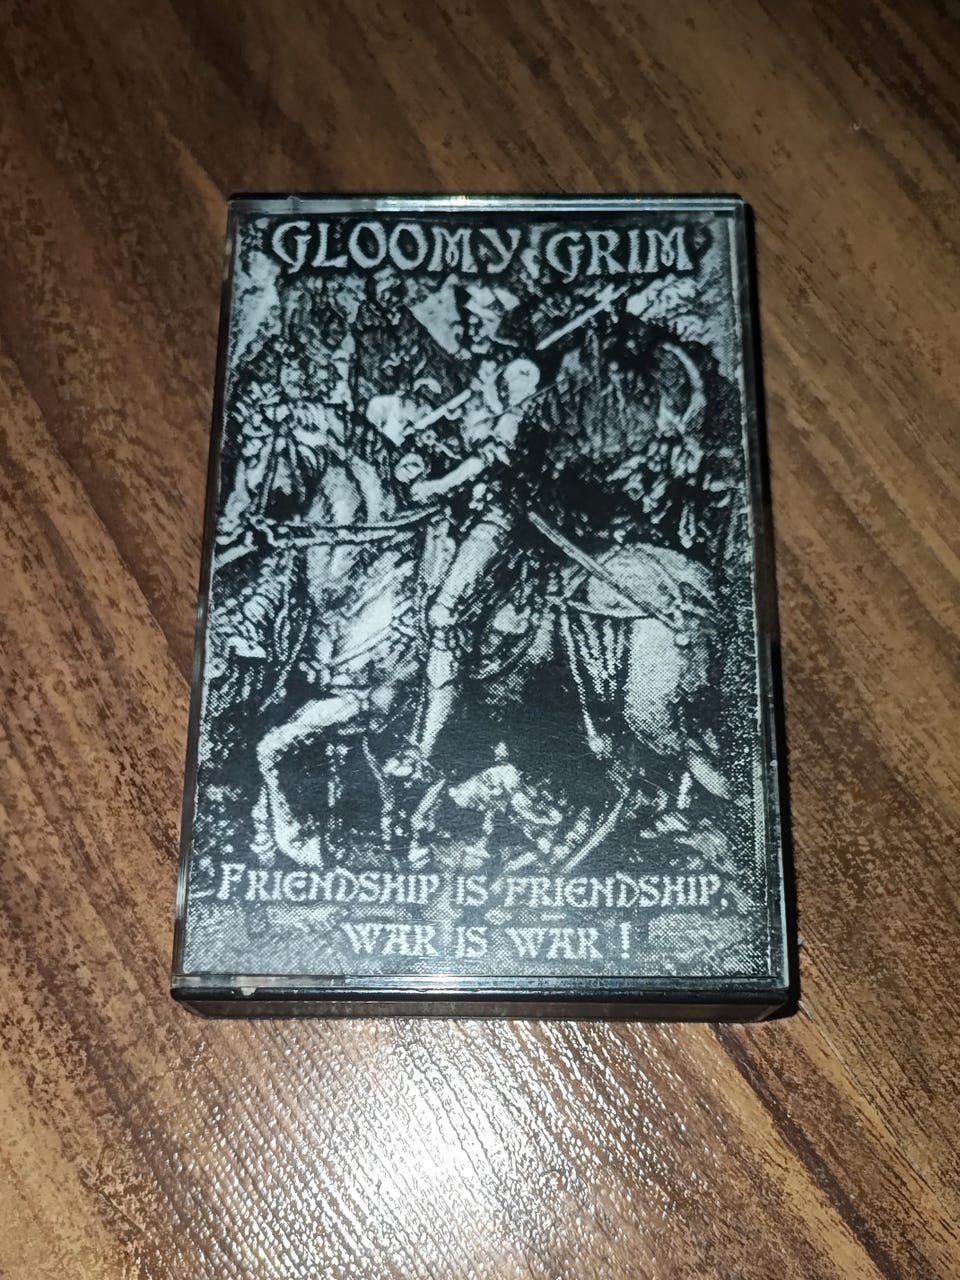 GLOOMY GRIM
FRIENDSHIP IS FRIENDSHIP,
WAR IS WAR !